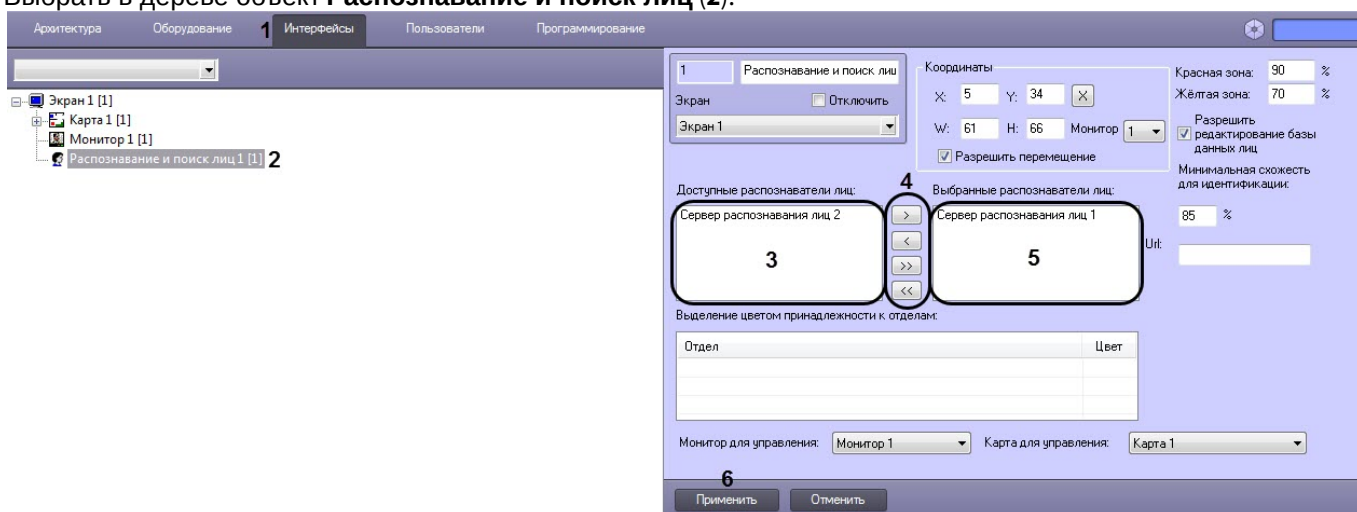 Выбрать в дереве объект Распознавание и поиск лиц (2).
Архитектура Оборудование 1 Интерфейсы Пользователи Программирование
1 Распознавание и поиск лиц
Экран Отключить
Экран 1
Координаты
X: 5 Y: 34 X
W: 61 H: 66 Монитор 1
Разрешить перемещение
Красная зона: 90 %
Жёлтая зона: 70 %
Разрешить
редактирование базы
данных лиц
Минимальная схожесть
для идентификации:
85 %
Url:
Экран 1 [1]
Карта 1 [1]
Монитор 1 [1]
Распознавание и поиск лиц 1 [1] 2
Доступные распознаватели лиц: 4 Выбранные распознаватели лиц:
Сервер распознавания лиц 2 > Сервер распознавания лиц 1
<
3 >> 5
<<
Выделение цветом принадлежности к отделам:
Отдел Цвет
Монитор для управления: Монитор 1 Карта для управления: Карта 1
6
Применить Отменить